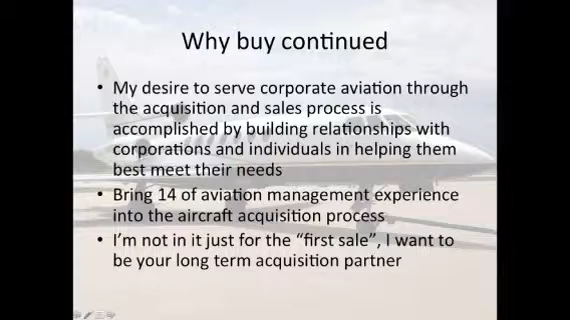 Why buy continued
• My desire to serve corporate aviation through
the acquisition and sales process is
accomplished by building relationships with
corporations and individuals in helping them
best meet their needs
• Bring 14 of aviation management experience
into the aircraft acquisition process
• I'm not in it just for the “first sale”, I want to
be your long term acquisition partner